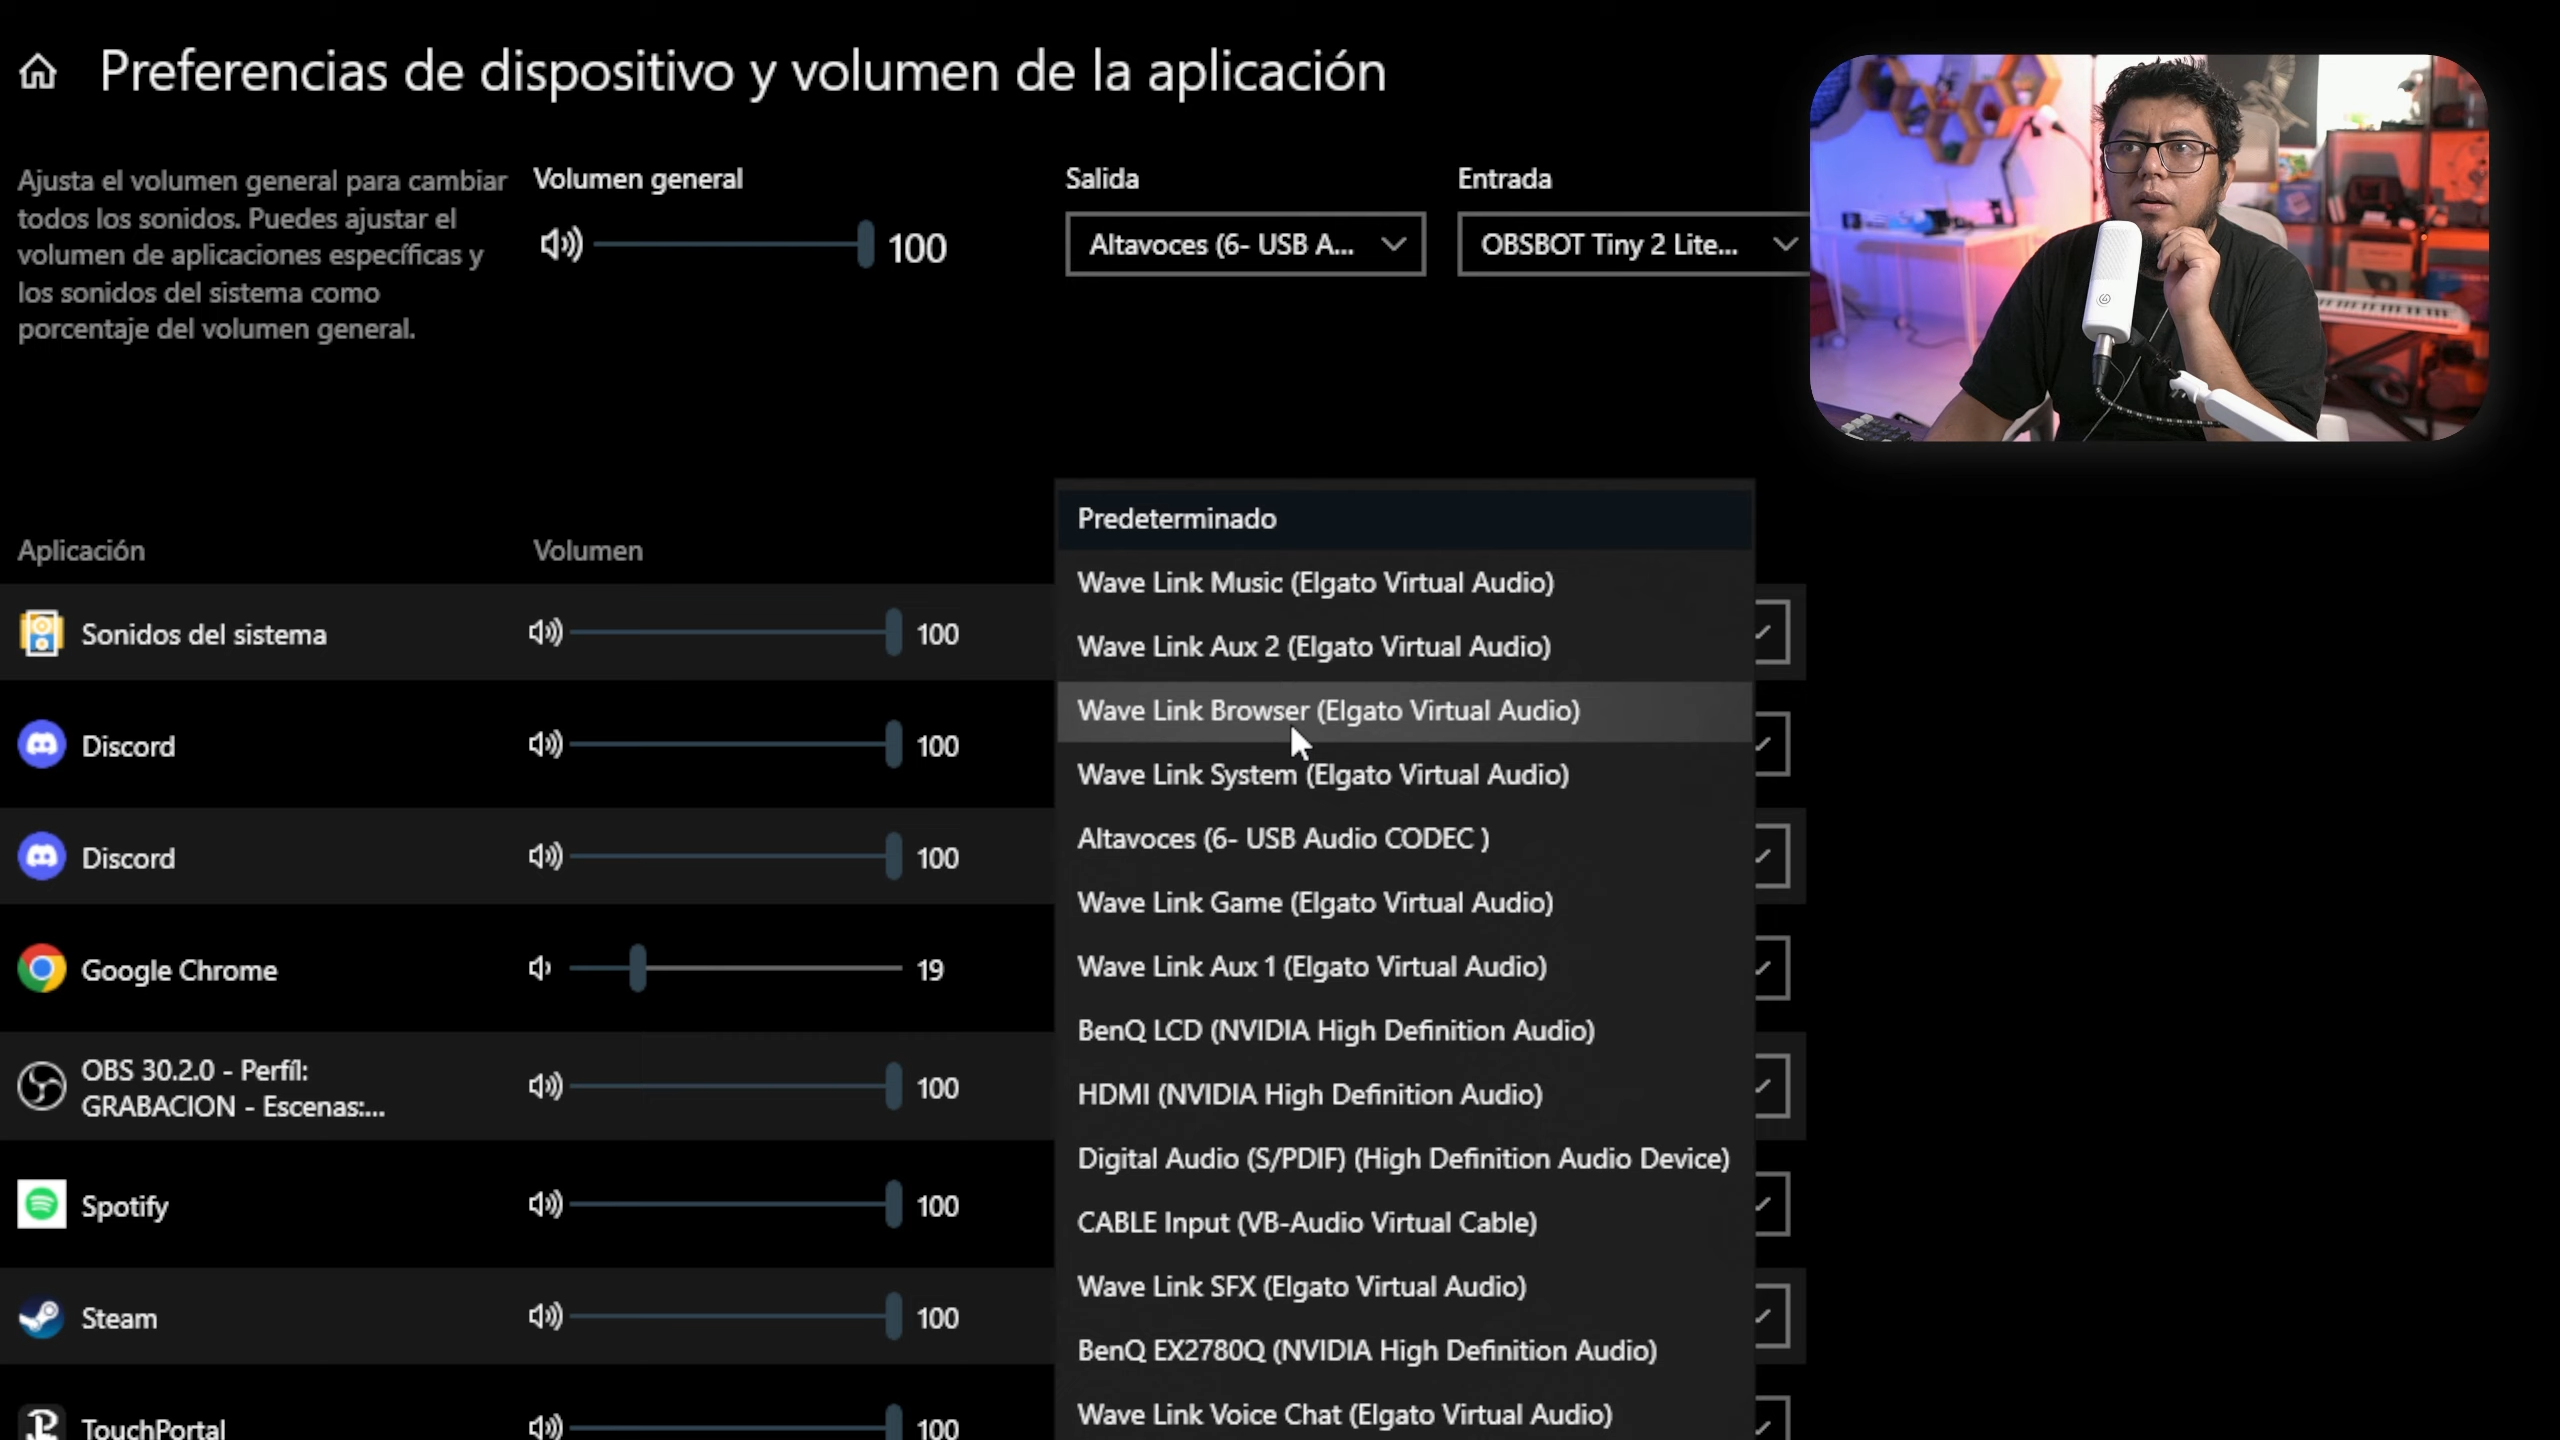 Preferencias de dispositivo y volumen de la aplicación
Ajusta el volumen general para cambiar
todos los sonidos. Puedes ajustar el
volumen de aplicaciones específicas y
los sonidos del sistema como
porcentaje del volumen general.
Volumen general
100
Salida
Altavoces (6- USB A...
Entrada
OBSBOT Tiny 2 Lite...
Aplicación
Volumen
Sonidos del sistema
100
Discord
100
Discord
100
Google Chrome
19
OBS 30.2.0 - Perfíl:
GRABACION - Escenas:...
100
Spotify
100
Steam
100
TouchPortal
100
Predeterminado
Wave Link Music (Elgato Virtual Audio)
Wave Link Aux 2 (Elgato Virtual Audio)
Wave Link Browser (Elgato Virtual Audio)
Wave Link System (Elgato Virtual Audio)
Altavoces (6- USB Audio CODEC )
Wave Link Game (Elgato Virtual Audio)
Wave Link Aux 1 (Elgato Virtual Audio)
BenQ LCD (NVIDIA High Definition Audio)
HDMI (NVIDIA High Definition Audio)
Digital Audio (S/PDIF) (High Definition Audio Device)
CABLE Input (VB-Audio Virtual Cable)
Wave Link SFX (Elgato Virtual Audio)
BenQ EX2780Q (NVIDIA High Definition Audio)
Wave Link Voice Chat (Elgato Virtual Audio)